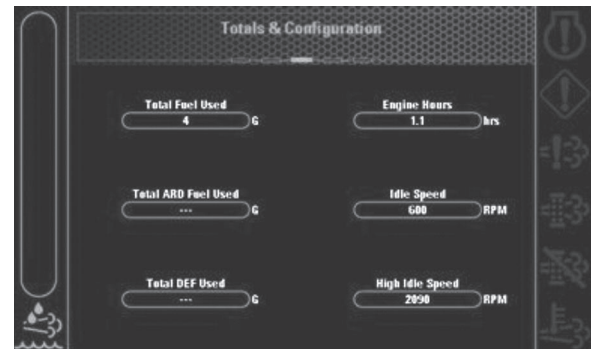 Totals & Configuration
Total Fuel Used
4 G
Engine Hours
1.1 hrs
Total ARD Fuel Used
--- G
Idle Speed
600 RPM
Total DEF Used
--- G
High Idle Speed
2090 RPM